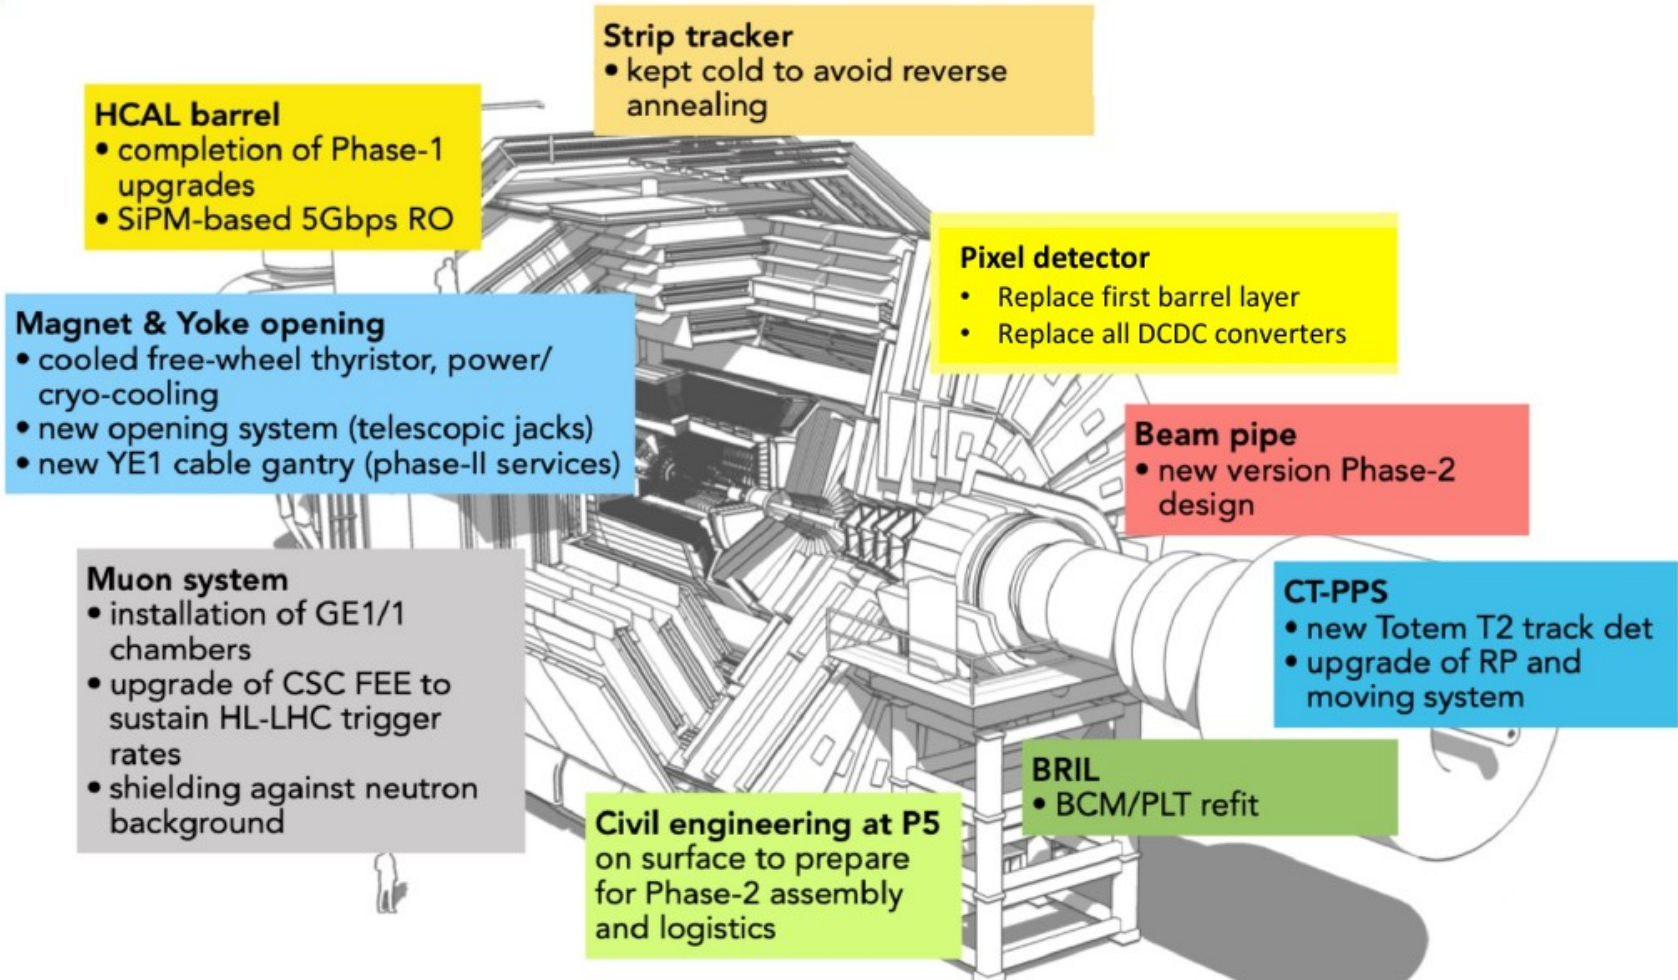 Strip tracker
• kept cold to avoid reverse
annealing
HCAL barrel
• completion of Phase-1
upgrades
• SiPM-based 5Gbps RO
Pixel detector
• Replace first barrel layer
• Replace all DCDC converters
Magnet & Yoke opening
• cooled free-wheel thyristor, power/
cryo-cooling
• new opening system (telescopic jacks)
• new YE1 cable gantry (phase-II services)
Beam pipe
• new version Phase-2
design
Muon system
• installation of GE1/1
chambers
• upgrade of CSC FEE to
sustain HL-LHC trigger
rates
• shielding against neutron
background
CT-PPS
• new Totem T2 track det
• upgrade of RP and
moving system
BRIL
• BCM/PLT refit
Civil engineering at P5
on surface to prepare
for Phase-2 assembly
and logistics